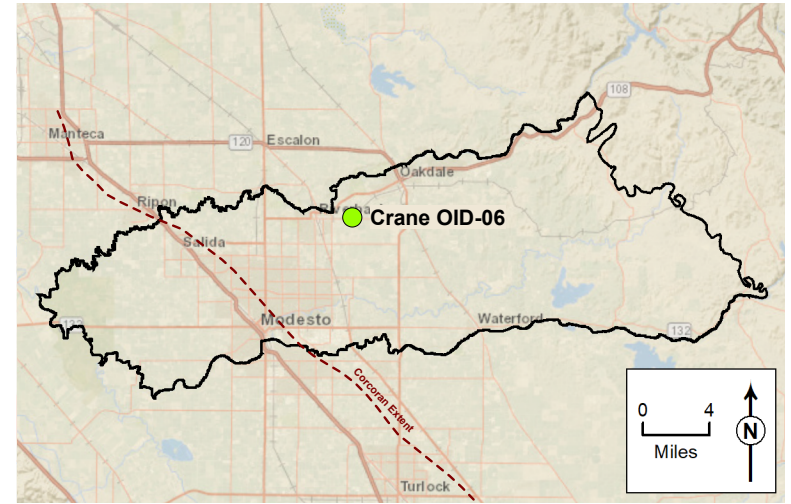 108
Manteca
120
Escalon
Oakdale
Ripon
Crane OID-06
Salida
Modesto
Waterford
132
132
Corcoran Extent
Turlock
0 4
Miles
N